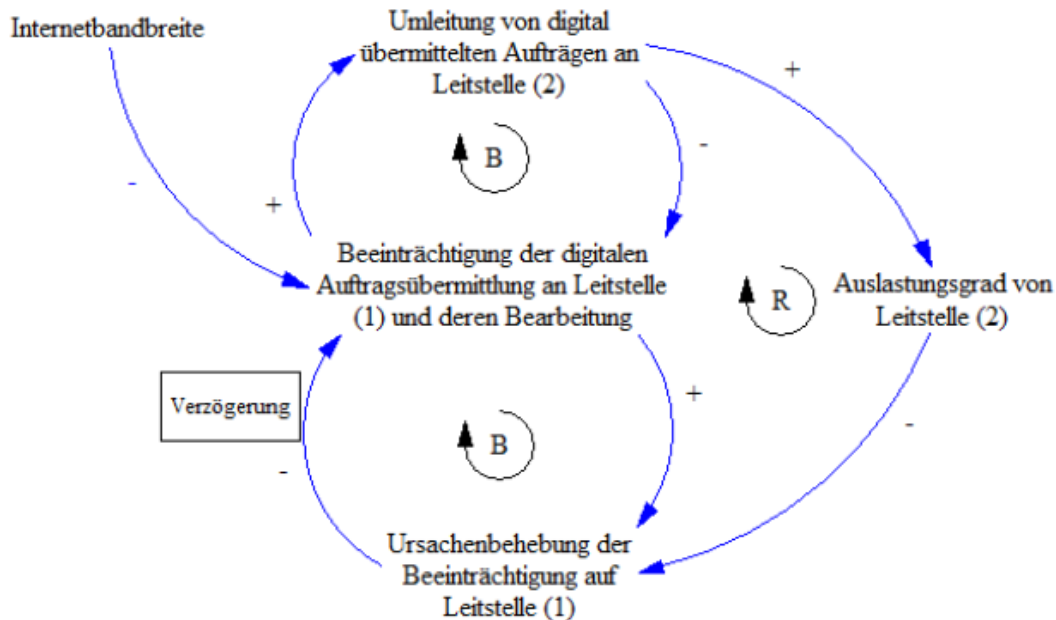 Internetbandbreite
Umleitung von digital
übermittelten Aufträgen an
Leitstelle (2)
+
-
B
-
+
Beeinträchtigung der digitalen
Auftragsübermittlung an Leitstelle
(1) und deren Bearbeitung
R
Auslastungsgrad von
Leitstelle (2)
Verzögerung
+
B
-
-
Ursachenbehebung der
Beeinträchtigung auf
Leitstelle (1)